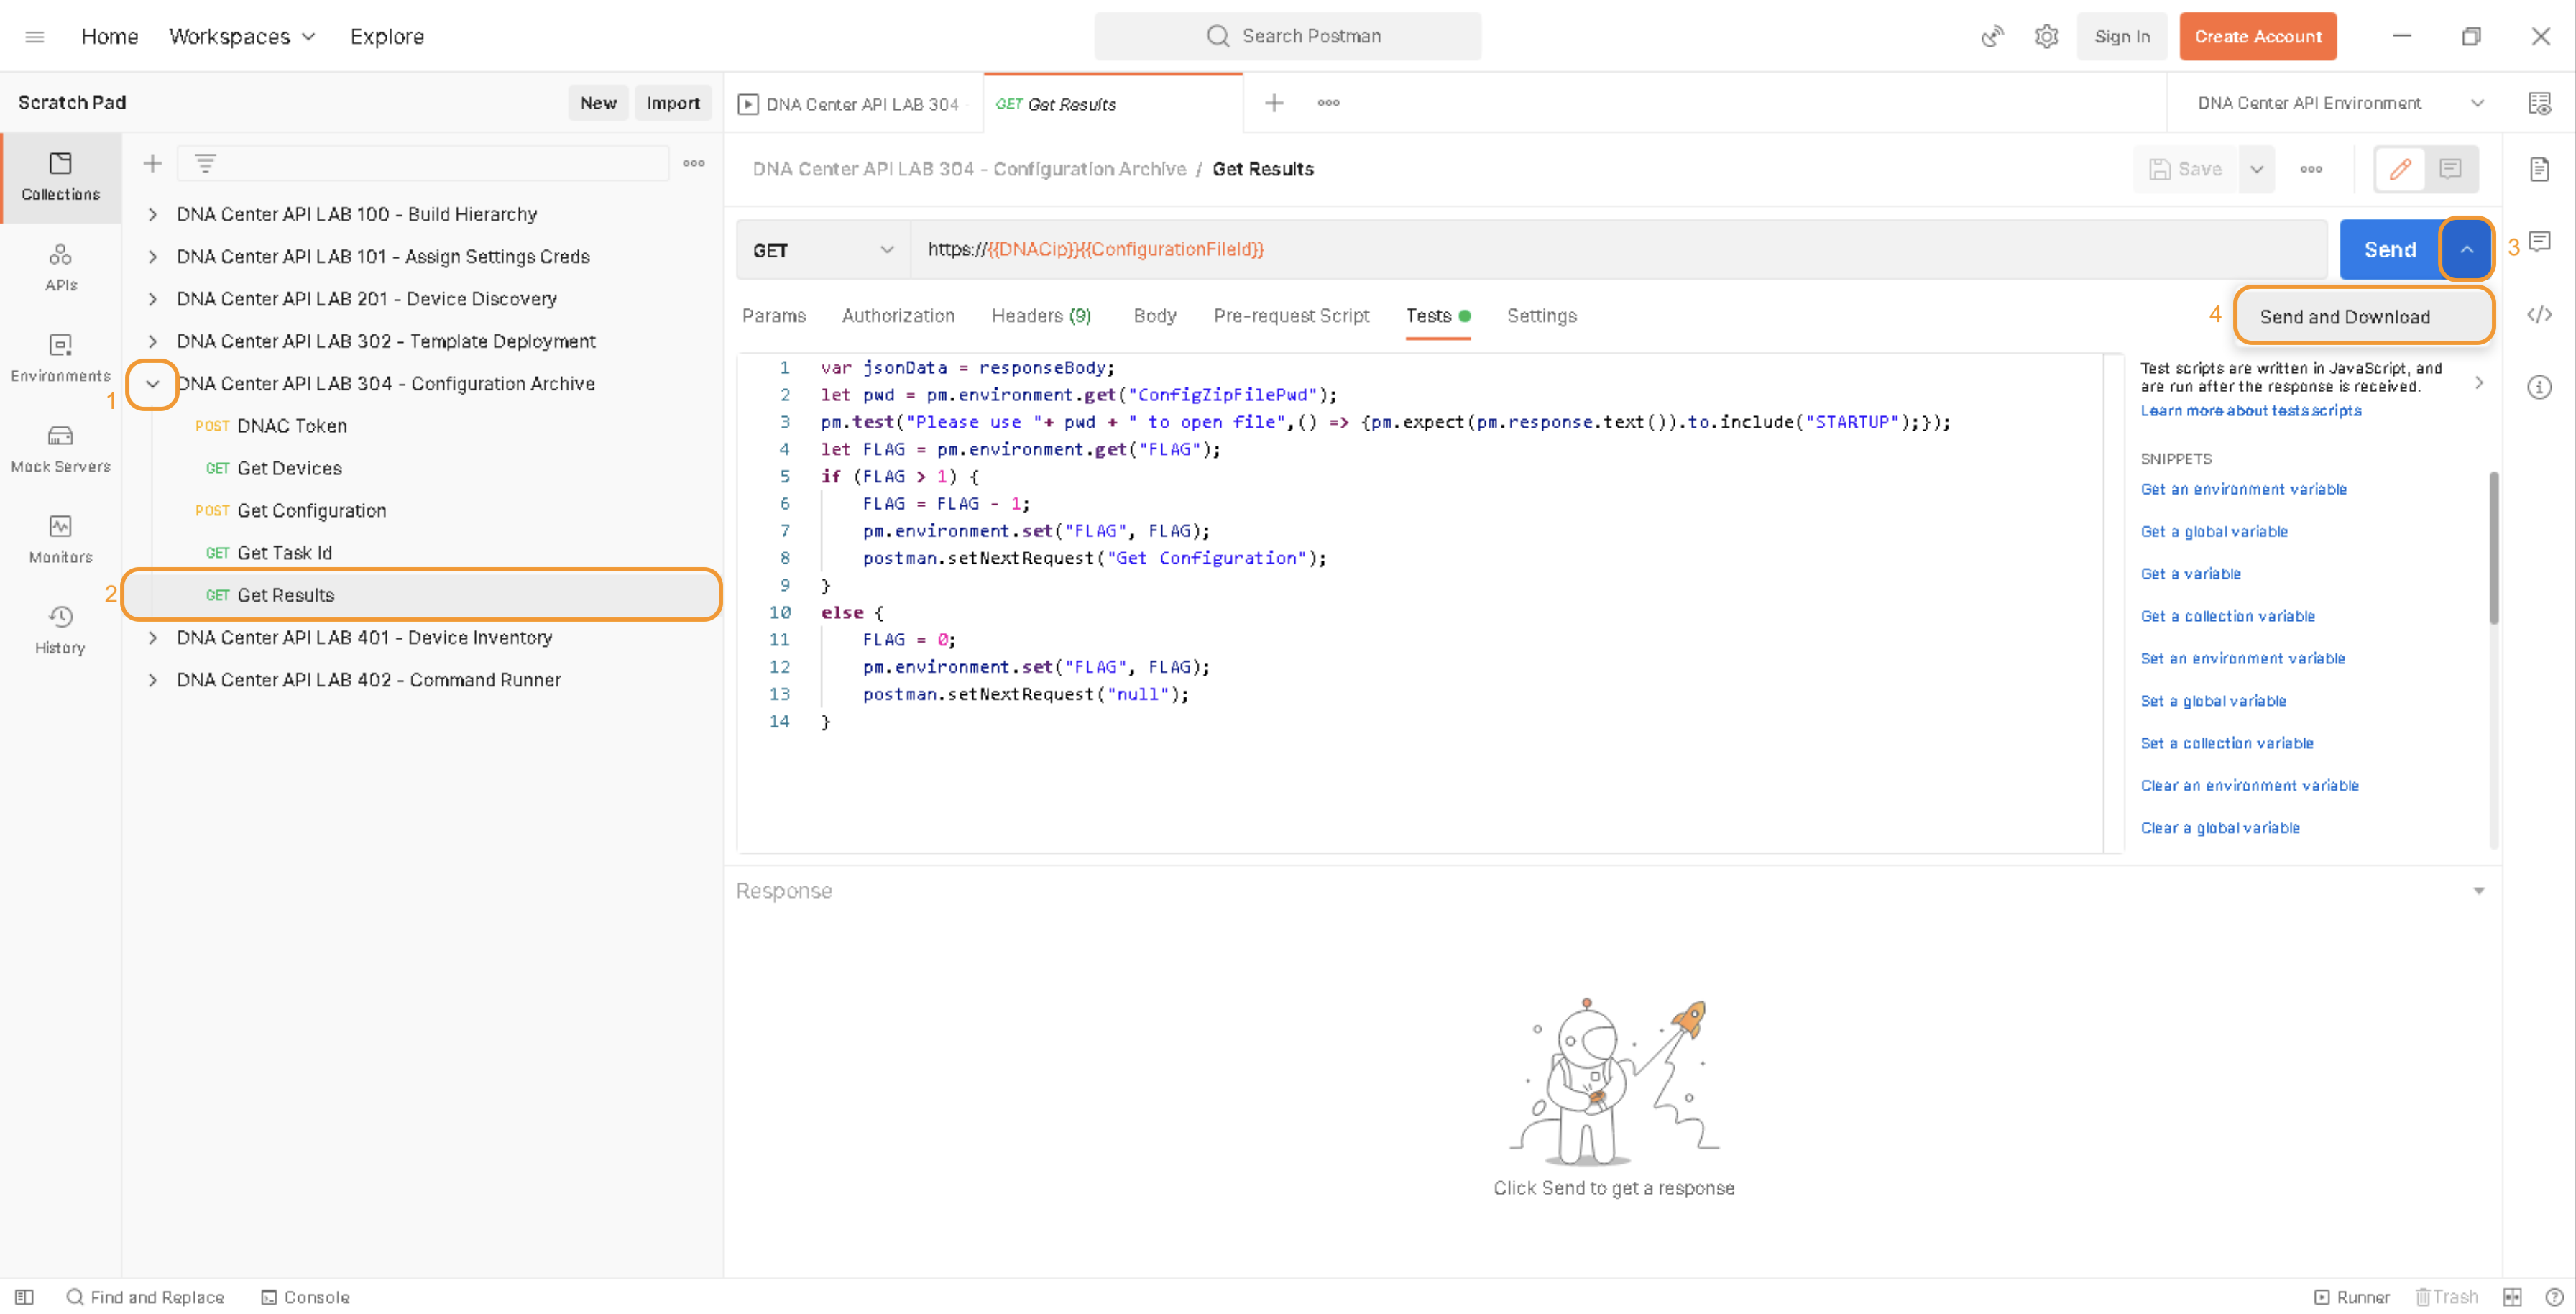 Home Workspaces Explore Search Postman Sign In Create Account
Scratch Pad New Import
DNA Center API LAB 304 GET Get Results DNA Center API Environment
Collections
APIs
Environments
Mock Servers
Monitors
History
DNA Center API LAB 100 - Build Hierarchy
DNA Center API LAB 101 - Assign Settings Creds
DNA Center API LAB 201 - Device Discovery
DNA Center API LAB 302 - Template Deployment
1 DNA Center API LAB 304 - Configuration Archive
POST DNAC Token
GET Get Devices
POST Get Configuration
GET Get Task Id
2 GET Get Results
DNA Center API LAB 401 - Device Inventory
DNA Center API LAB 402 - Command Runner
DNA Center API LAB 304 - Configuration Archive / Get Results Save
GET https://{{DNACip}}{{ConfigurationFileId}} Send 3
4 Send and Download
Params Authorization Headers (9) Body Pre-request Script Tests Settings
1 var jsonData = responseBody;
2 let pwd = pm.environment.get("ConfigZipFilePwd");
3 pm.test("Please use "+ pwd + " to open file",() => {pm.expect(pm.response.text()).to.include("STARTUP");});
4 let FLAG = pm.environment.get("FLAG");
5 if (FLAG > 1) {
6 FLAG = FLAG - 1;
7 pm.environment.set("FLAG", FLAG);
8 postman.setNextRequest("Get Configuration");
9 }
10 else {
11 FLAG = 0;
12 pm.environment.set("FLAG", FLAG);
13 postman.setNextRequest("null");
14 }
Test scripts are written in JavaScript, and
are run after the response is received.
Learn more about tests scripts
SNIPPETS
Get an environment variable
Get a global variable
Get a variable
Get a collection variable
Set an environment variable
Set a global variable
Set a collection variable
Clear an environment variable
Clear a global variable
Response
Click Send to get a response
Find and Replace Console Runner Trash